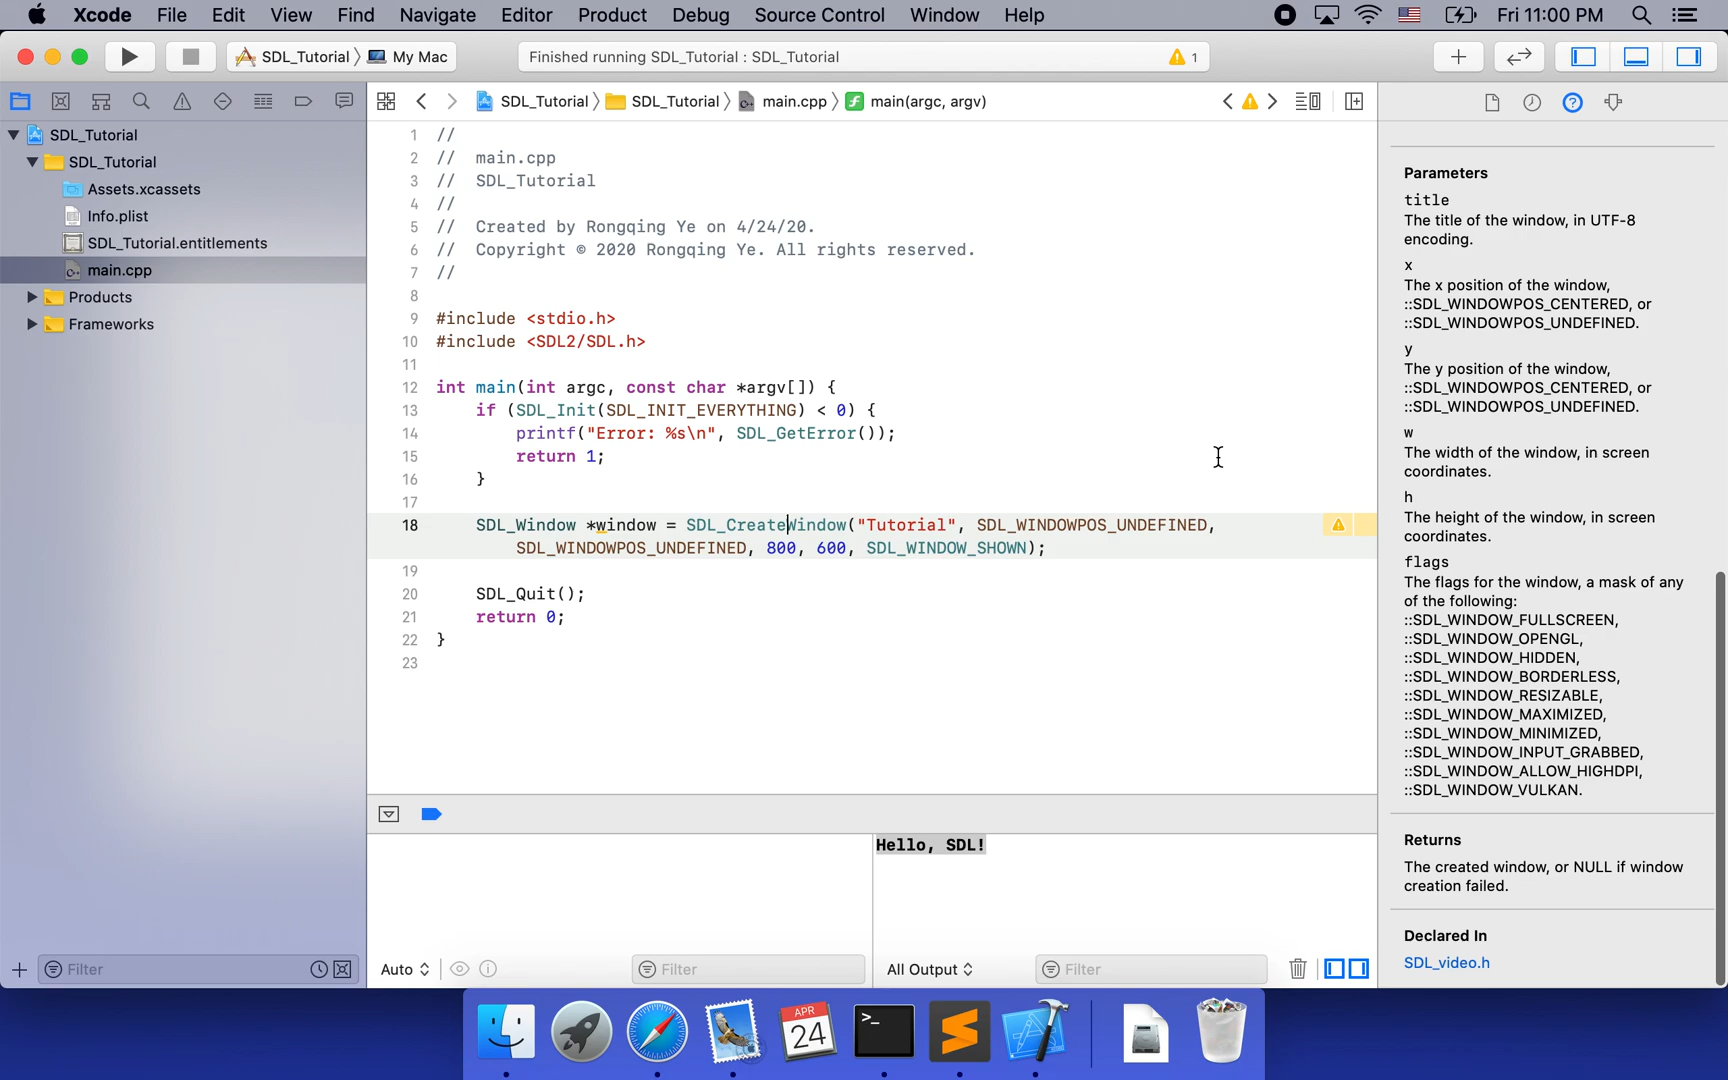 Xcode File Edit View Find Navigate Editor Product Debug Source Control Window Help Fri 11:00 PM
SDL_Tutorial My Mac Finished running SDL_Tutorial : SDL_Tutorial 1
SDL_Tutorial SDL_Tutorial main.cpp main(argc, argv)
SDL_Tutorial
SDL_Tutorial
Assets.xcassets
Info.plist
SDL_Tutorial.entitlements
main.cpp
Products
Frameworks
Filter
1 //
2 // main.cpp
3 // SDL_Tutorial
4 //
5 // Created by Rongqing Ye on 4/24/20.
6 // Copyright © 2020 Rongqing Ye. All rights reserved.
7 //
8
9 #include <stdio.h>
10 #include <SDL2/SDL.h>
11
12 int main(int argc, const char *argv[]) {
13 if (SDL_Init(SDL_INIT_EVERYTHING) < 0) {
14 printf("Error: %s\n", SDL_GetError());
15 return 1;
16 }
17
18 SDL_Window *window = SDL_CreateWindow("Tutorial", SDL_WINDOWPOS_UNDEFINED,
SDL_WINDOWPOS_UNDEFINED, 800, 600, SDL_WINDOW_SHOWN);
19
20 SDL_Quit();
21 return 0;
22 }
23
Hello, SDL!
Auto Filter All Output Filter
Parameters
title
The title of the window, in UTF-8
encoding.
x
The x position of the window,
::SDL_WINDOWPOS_CENTERED, or
::SDL_WINDOWPOS_UNDEFINED.
y
The y position of the window,
::SDL_WINDOWPOS_CENTERED, or
::SDL_WINDOWPOS_UNDEFINED.
w
The width of the window, in screen
coordinates.
h
The height of the window, in screen
coordinates.
flags
The flags for the window, a mask of any
of the following:
::SDL_WINDOW_FULLSCREEN,
::SDL_WINDOW_OPENGL,
::SDL_WINDOW_HIDDEN,
::SDL_WINDOW_BORDERLESS,
::SDL_WINDOW_RESIZABLE,
::SDL_WINDOW_MAXIMIZED,
::SDL_WINDOW_MINIMIZED,
::SDL_WINDOW_INPUT_GRABBED,
::SDL_WINDOW_ALLOW_HIGHDPI,
::SDL_WINDOW_VULKAN.
Returns
The created window, or NULL if window
creation failed.
Declared In
SDL_video.h
APR
24
>_